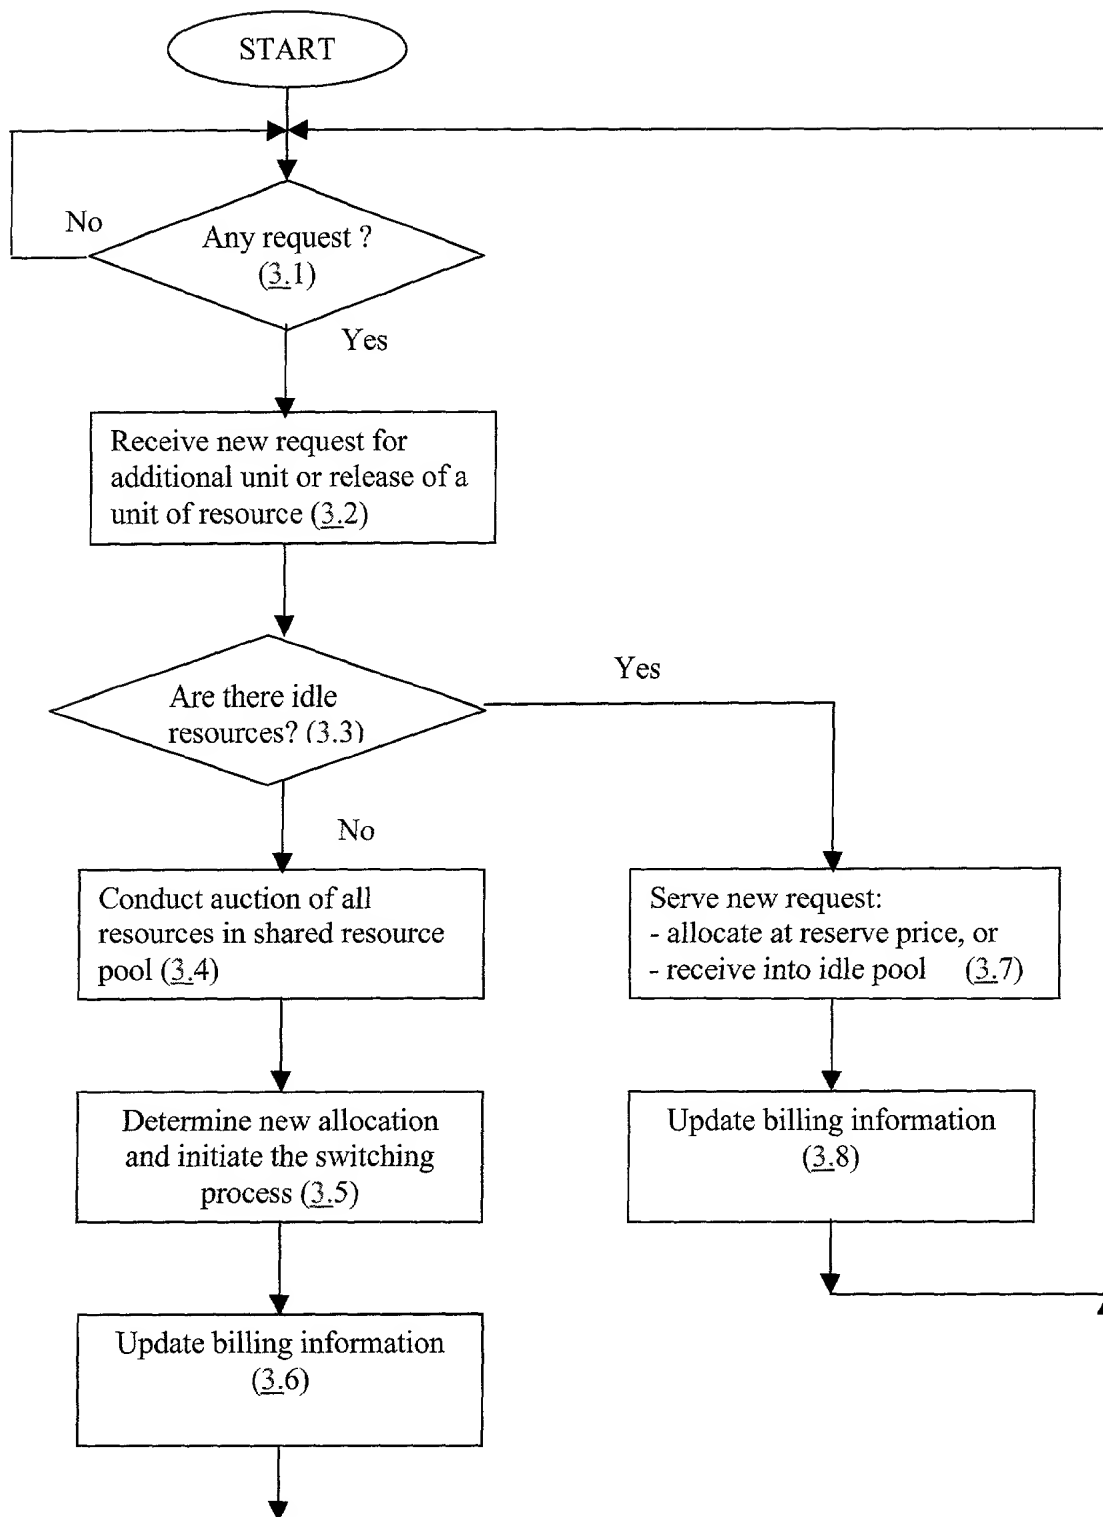 START
No
Any request ?
(3.1)
Yes
Receive new request for
additional unit or release of a
unit of resource (3.2)
Yes
Are there idle
resources? (3.3)
No
Conduct auction of all
resources in shared resource
pool (3.4)
Serve new request:
- allocate at reserve price, or
- receive into idle pool (3.7)
Determine new allocation
and initiate the switching
process (3.5)
Update billing information
(3.8)
Update billing information
(3.6)